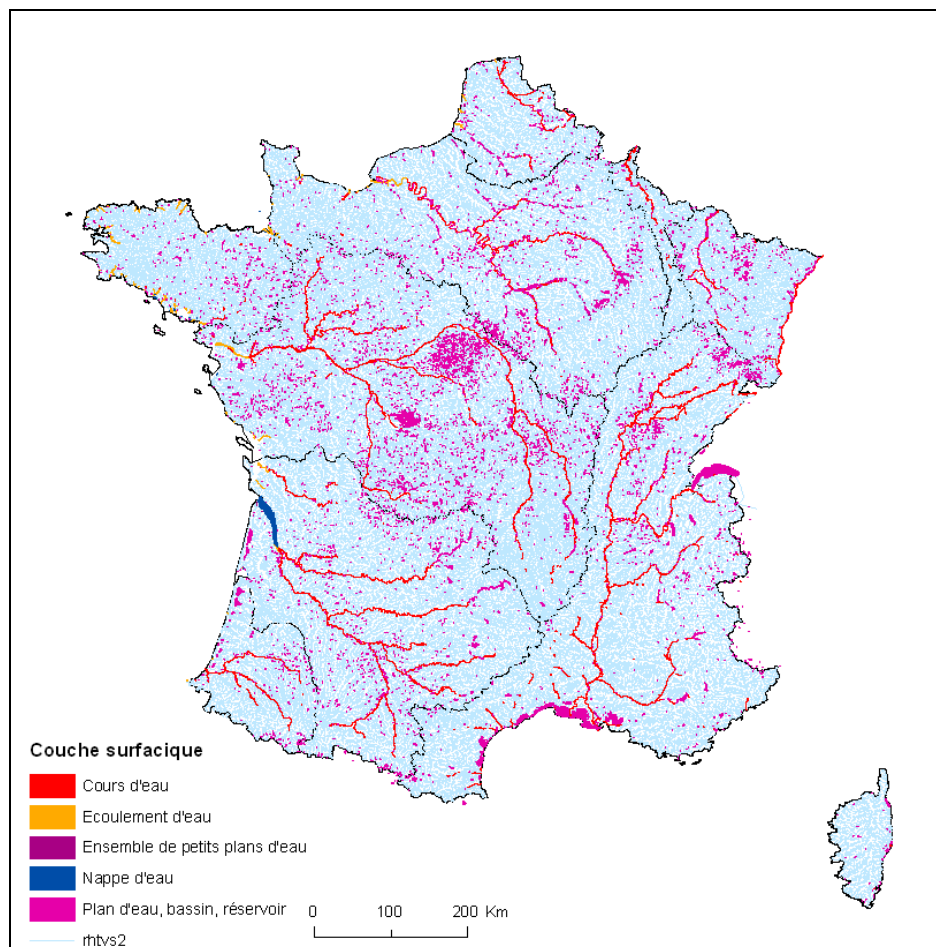 Couche surfacique
Cours d'eau
Ecoulement d'eau
Ensemble de petits plans d'eau
Nappe d'eau
Plan d'eau, bassin, réservoir
rhtvs2
0 100 200 Km